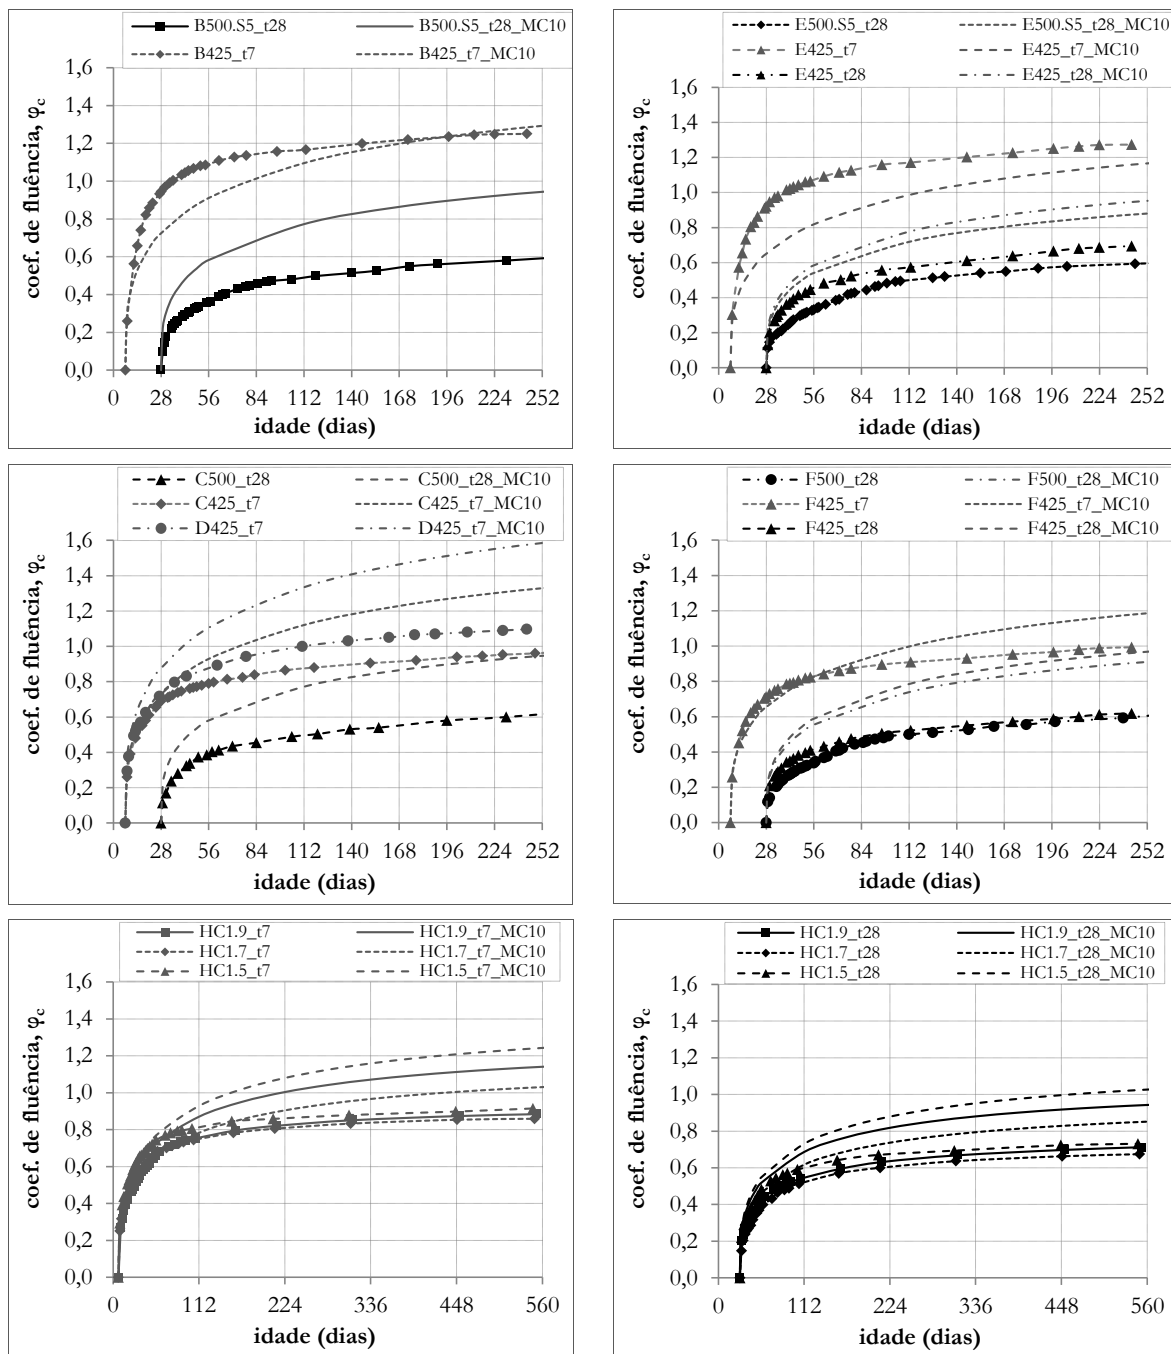 B500.S5_t28 B500.S5_t28_MC10
B425_t7 B425_t7_MC10
1,6
1,4
1,2
1,0
0,8
0,6
0,4
0,2
0,0
coef. de fluência, φc
0 28 56 84 112 140 168 196 224 252
idade (dias)
E500.S5_t28 E500.S5_t28_MC10
E425_t7 E425_t7_MC10
E425_t28 E425_t28_MC10
1,6
1,4
1,2
1,0
0,8
0,6
0,4
0,2
0,0
coef. de fluência, φc
0 28 56 84 112 140 168 196 224 252
idade (dias)
C500_t28 C500_t28_MC10
C425_t7 C425_t7_MC10
D425_t7 D425_t7_MC10
1,6
1,4
1,2
1,0
0,8
0,6
0,4
0,2
0,0
coef. de fluência, φc
0 28 56 84 112 140 168 196 224 252
idade (dias)
F500_t28 F500_t28_MC10
F425_t7 F425_t7_MC10
F425_t28 F425_t28_MC10
1,6
1,4
1,2
1,0
0,8
0,6
0,4
0,2
0,0
coef. de fluência, φc
0 28 56 84 112 140 168 196 224 252
idade (dias)
HC1.9_t7 HC1.9_t7_MC10
HC1.7_t7 HC1.7_t7_MC10
HC1.5_t7 HC1.5_t7_MC10
1,6
1,4
1,2
1,0
0,8
0,6
0,4
0,2
0,0
coef. de fluência, φc
0 112 224 336 448 560
idade (dias)
HC1.9_t28 HC1.9_t28_MC10
HC1.7_t28 HC1.7_t28_MC10
HC1.5_t28 HC1.5_t28_MC10
1,6
1,4
1,2
1,0
0,8
0,6
0,4
0,2
0,0
coef. de fluência, φc
0 112 224 336 448 560
idade (dias)